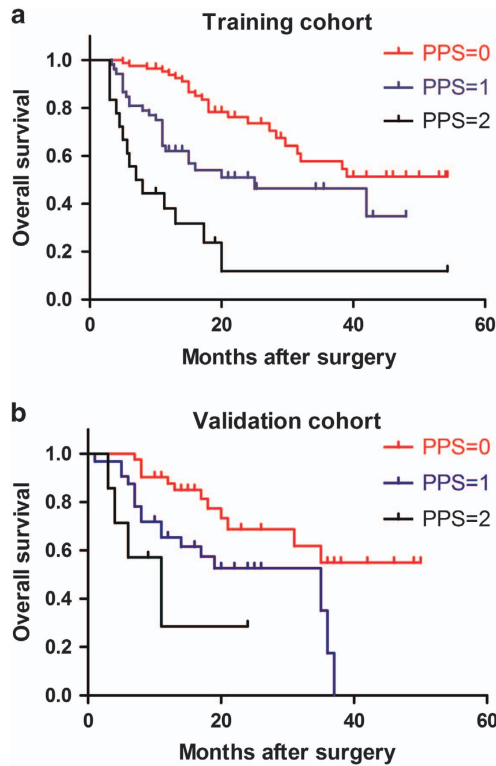 a
Training cohort
PPS=0
PPS=1
PPS=2
Overall survival
1.0
0.8
0.6
0.4
0.2
0.0
0 20 40 60
Months after surgery
b
Validation cohort
PPS=0
PPS=1
PPS=2
Overall survival
1.0
0.8
0.6
0.4
0.2
0.0
0 20 40 60
Months after surgery